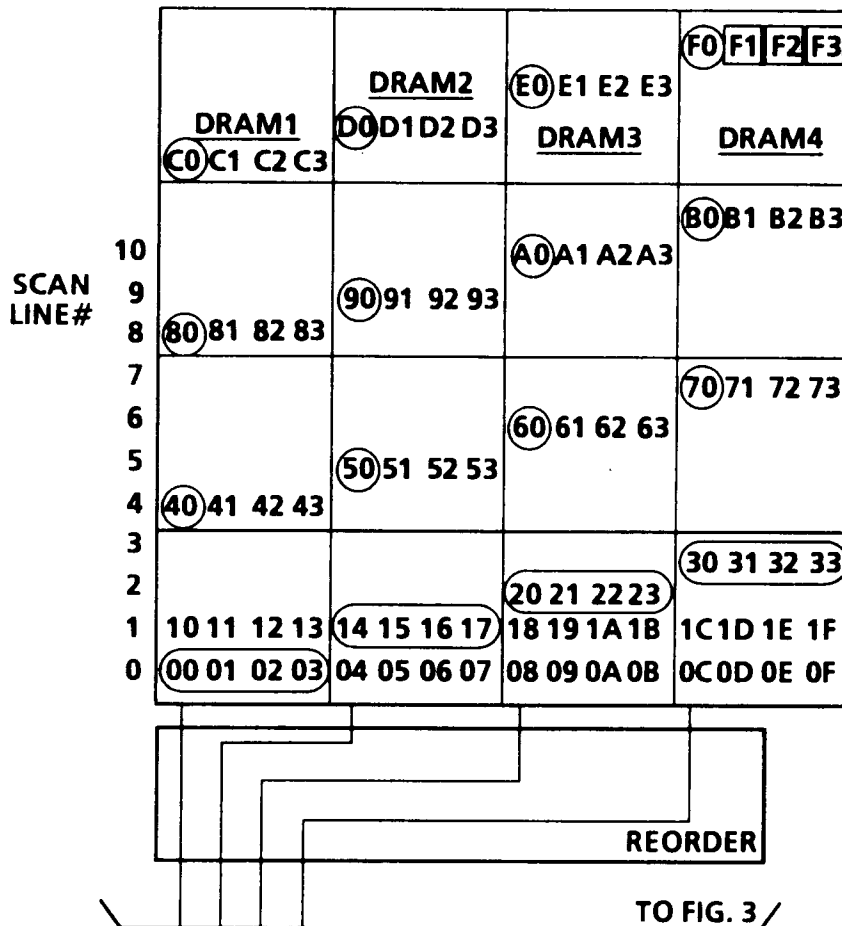 F0 F1 F2 F3
E0 E1 E2 E3
DRAM2
DRAM1
D0 D1 D2 D3
DRAM3
DRAM4
C0 C1 C2 C3
B0 B1 B2 B3
10
A0 A1 A2 A3
SCAN
LINE#
9
90 91 92 93
8
80 81 82 83
7
70 71 72 73
6
60 61 62 63
5
50 51 52 53
4
40 41 42 43
3
30 31 32 33
2
20 21 22 23
1 10 11 12 13 14 15 16 17 18 19 1A 1B 1C 1D 1E 1F
0 00 01 02 03 04 05 06 07 08 09 0A 0B 0C 0D 0E 0F
REORDER
TO FIG. 3